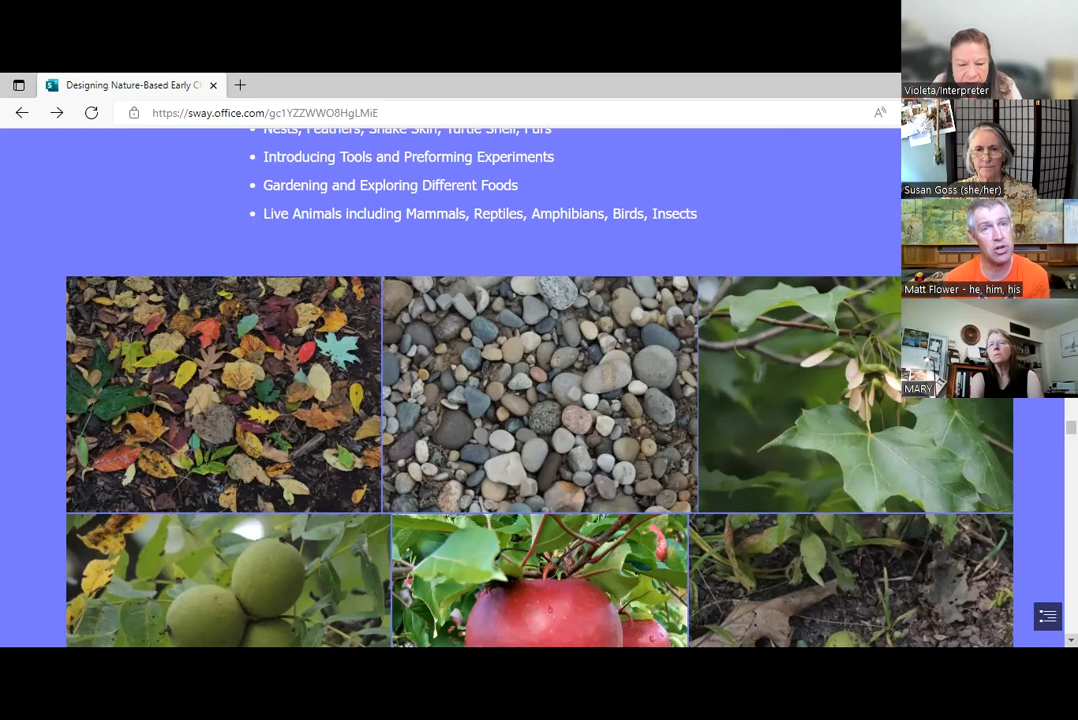 Designing Nature-Based Early C
https://sway.office.com/gc1YZZWWO8HgLMiE
Nests, Feathers, Snake Skin, Turtle Shell, Furs
Introducing Tools and Preforming Experiments
Gardening and Exploring Different Foods
Live Animals including Mammals, Reptiles, Amphibians, Birds, Insects
Violeta/Interpreter
Susan Goss (she/her)
Matt Flower - he, him, his
MARY